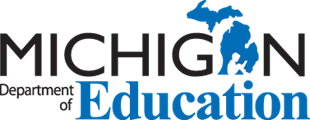 MICHIGAN
Department
of Education